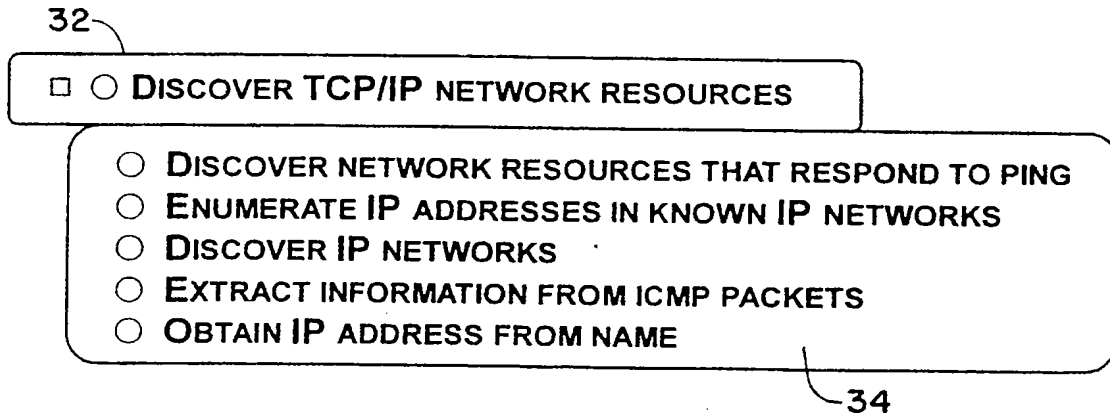 32
DISCOVER TCP/IP NETWORK RESOURCES
DISCOVER NETWORK RESOURCES THAT RESPOND TO PING
ENUMERATE IP ADDRESSES IN KNOWN IP NETWORKS
DISCOVER IP NETWORKS
EXTRACT INFORMATION FROM ICMP PACKETS
OBTAIN IP ADDRESS FROM NAME
34